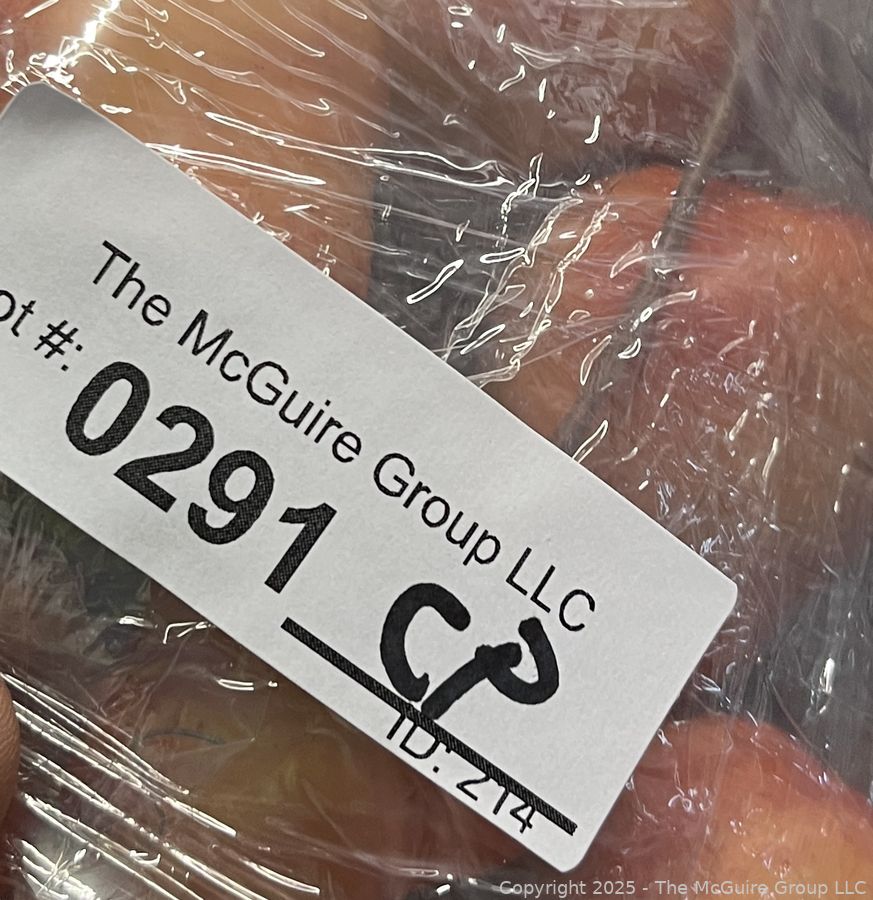 The McGuire Group LLC
ot #:
0291
CP
ID: 214
Copyright 2025 - The McGuire Group LLC